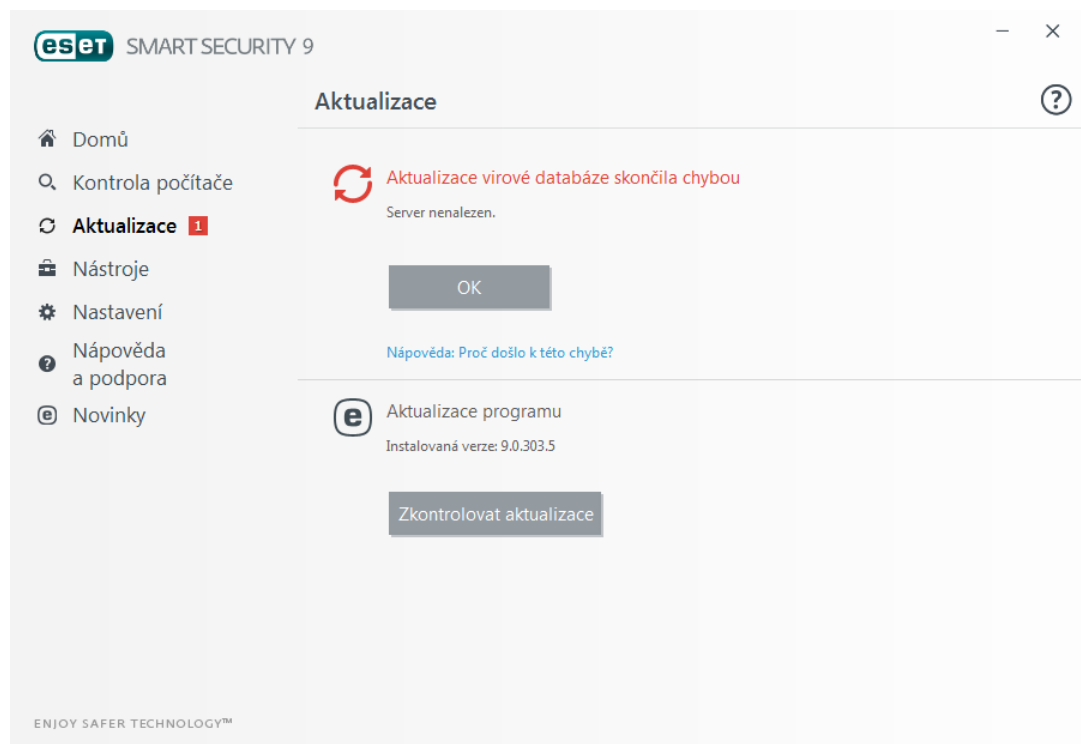 eset SMART SECURITY 9
Aktualizace
?
Domů
Kontrola počítače
Aktualizace 1
Nástroje
Nastavení
? Nápověda
a podpora
e Novinky
Aktualizace virové databáze skončila chybou
Server nenalezen.
OK
Nápověda: Proč došlo k této chybě?
e Aktualizace programu
Instalovaná verze: 9.0.303.5
Zkontrolovat aktualizace
ENJOY SAFER TECHNOLOGY™